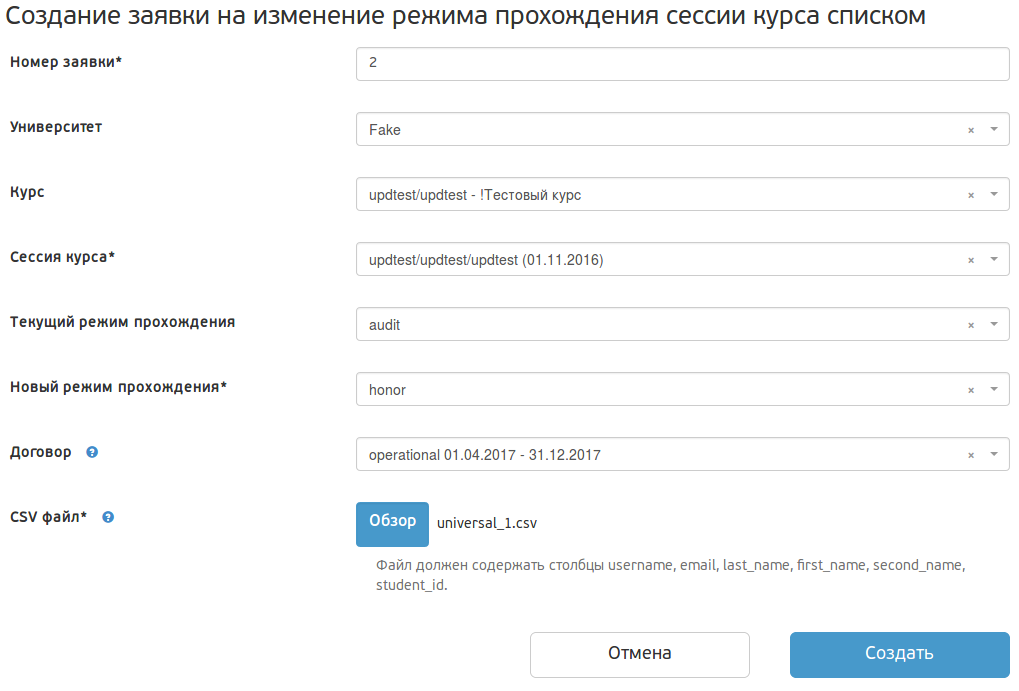 Создание заявки на изменение режима прохождения сессии курса списком
Номер заявки* 2
Университет Fake × 
Курс updtest/updtest - !Тестовый курс ×
Сессия курса* updtest/updtest/updtest (01.11.2016) ×
Текущий режим прохождения audit ×
Новый режим прохождения* honor ×
Договор ? operational 01.04.2017 - 31.12.2017 ×
CSV файл* ? Обзор universal_1.csv
Файл должен содержать столбцы username, email, last_name, first_name, second_name,
student_id.
Отмена Создать